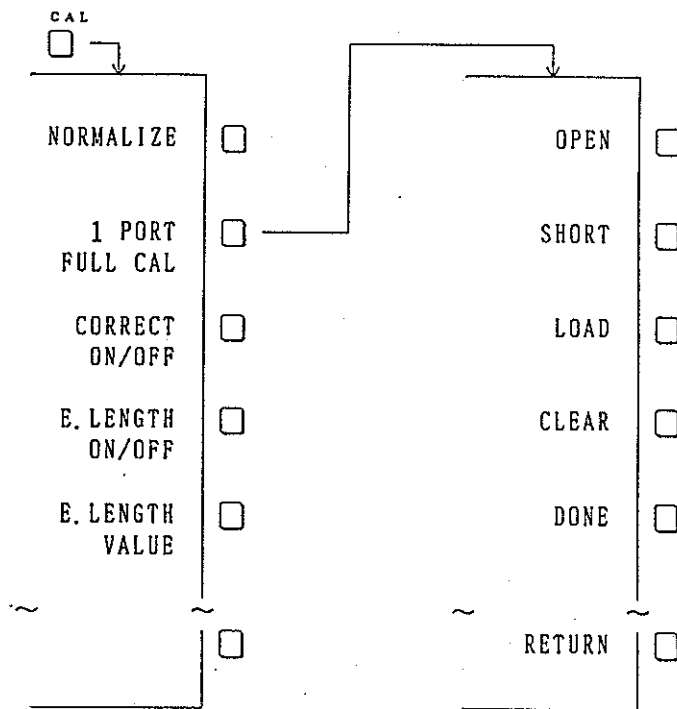 CAL
NORMALIZE
1 PORT
FULL CAL
CORRECT
ON/OFF
E.LENGTH
ON/OFF
E.LENGTH
VALUE
OPEN
SHORT
LOAD
CLEAR
DONE
RETURN